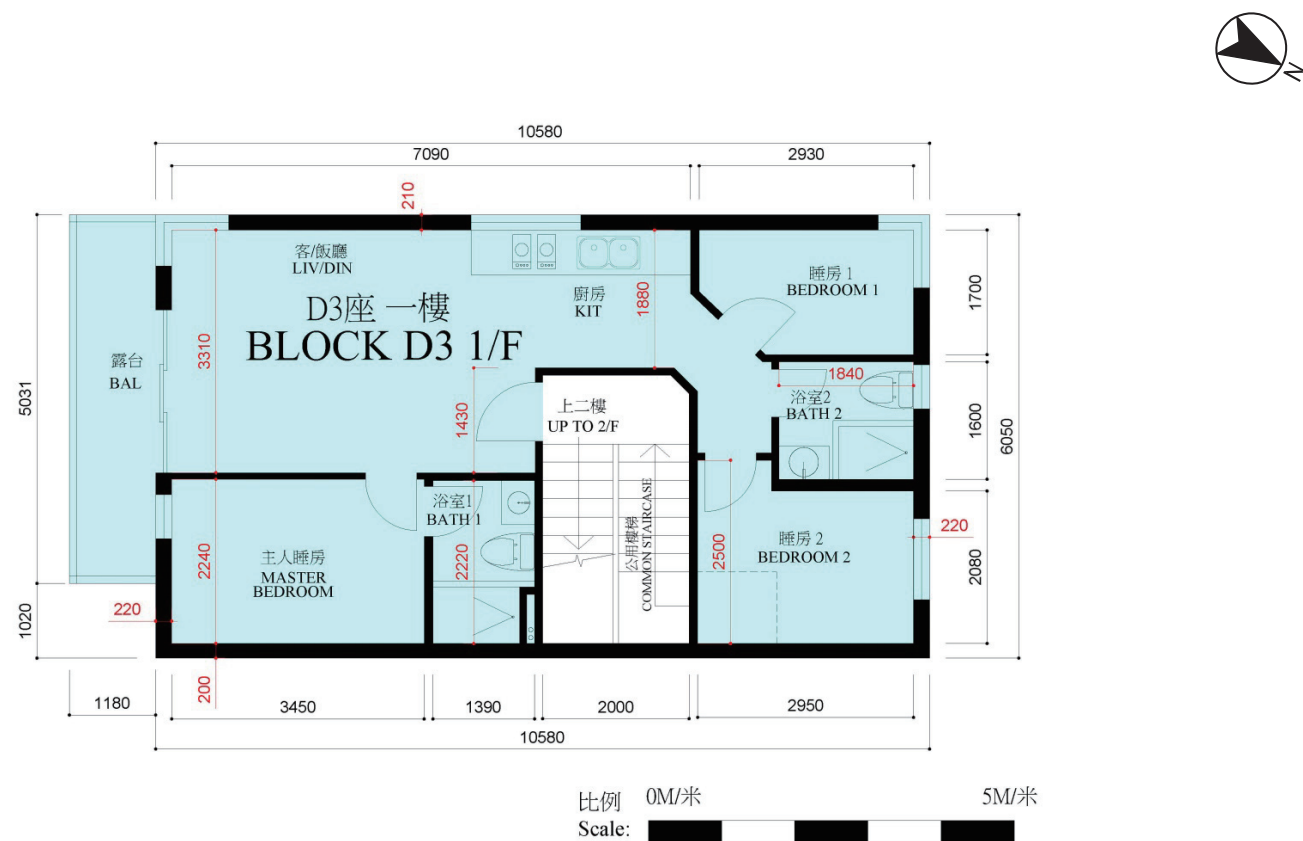 N
10580
7090
2930
210
客/飯廳
LIV/DIN
D3座 一樓
BLOCK D3 1/F
廚房
KIT
1880
睡房 1
BEDROOM 1
1700
3310
露台
BAL
5031
1430
上二樓
UP TO 2/F
1840
浴室2
BATH 2
1600
6050
浴室1
BATH 1
公用樓梯
COMMON STAIRCASE
2240
主人睡房
MASTER
BEDROOM
2220
2500
睡房 2
BEDROOM 2
220
2080
1020
220
200
1180
3450
1390
2000
2950
10580
比例 0M/米 5M/米
Scale: